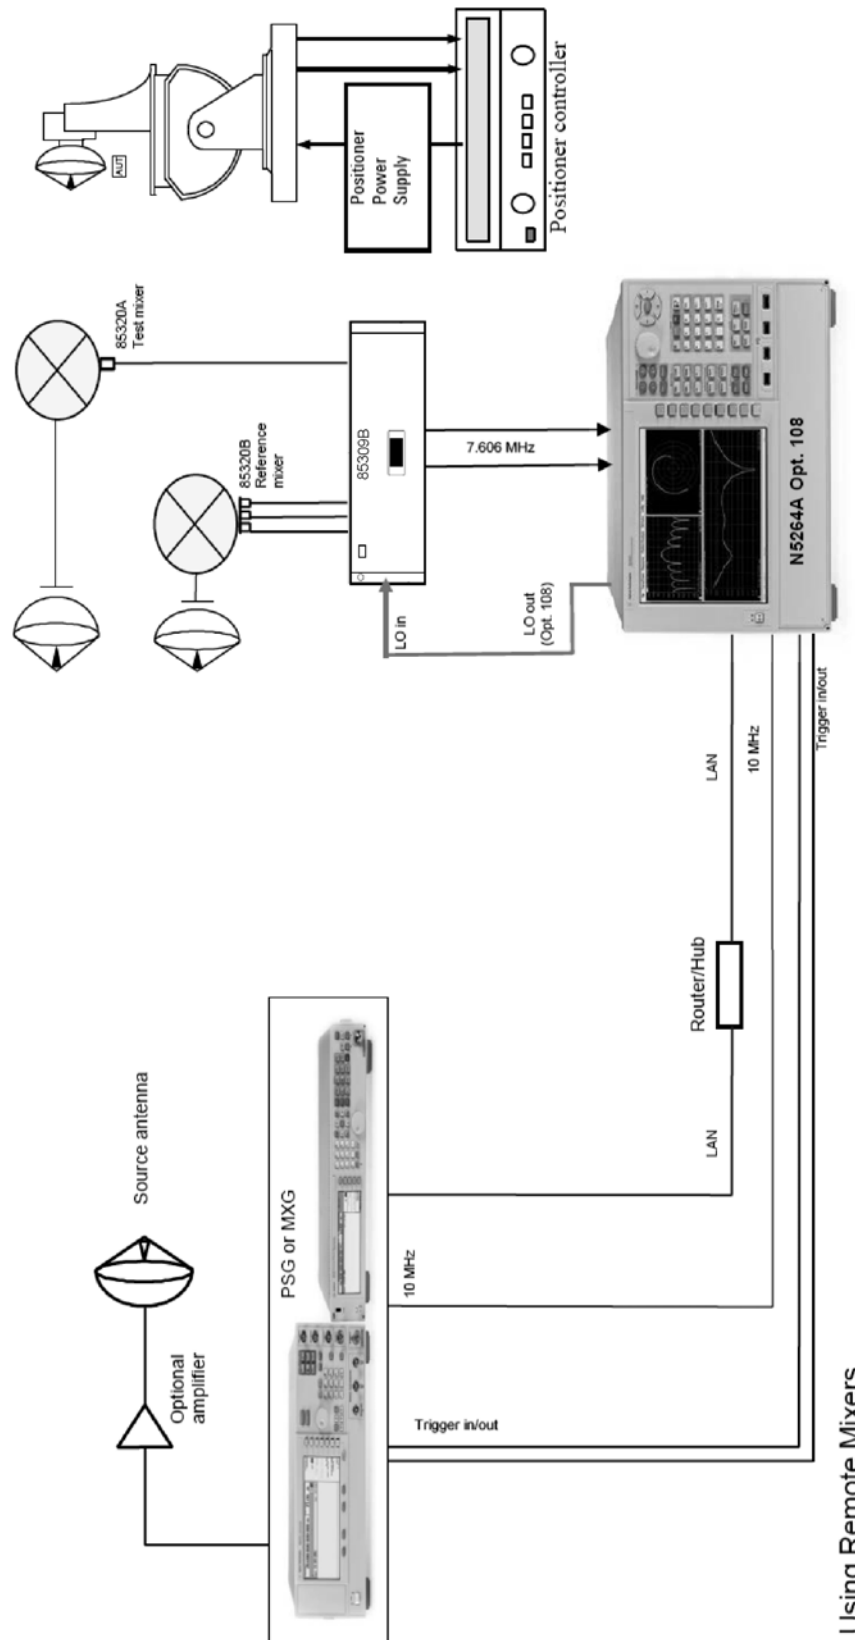 AUT
Positioner
Power
Supply
Positioner controller
85320A
Test mixer
85320B
Reference
mixer
85309B
LO in
LO out
(Opt. 108)
7.606 MHz
N5264A Opt. 108
LAN
10 MHz
Trigger in/out
Router/Hub
LAN
Source antenna
Optional
amplifier
PSG or MXG
10 MHz
Trigger in/out
Using Remote Mixers